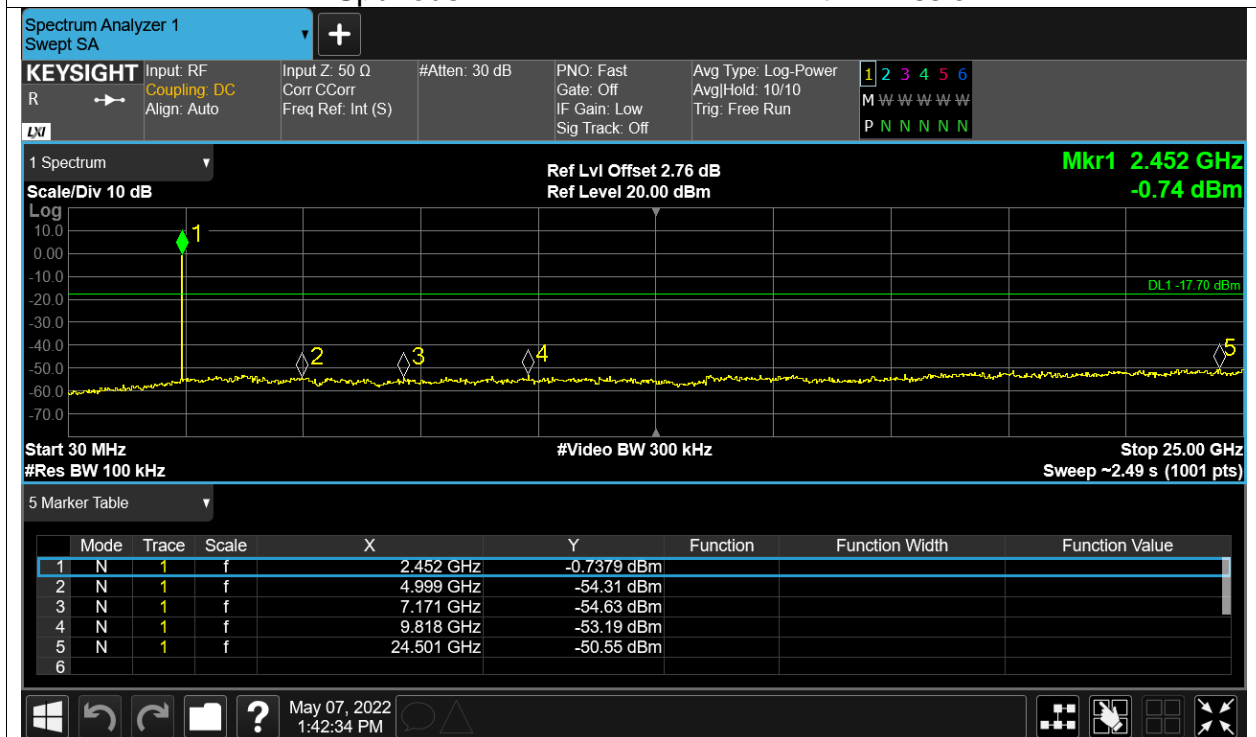 Spectrum Analyzer 1
Swept SA
KEYSIGHT
R
LXI
Input: RF
Coupling: DC
Align: Auto
Input Z: 50 Ω
Corr CCorr
Freq Ref: Int (S)
#Atten: 30 dB
PNO: Fast
Gate: Off
IF Gain: Low
Sig Track: Off
Avg Type: Log-Power
Avg|Hold: 10/10
Trig: Free Run
1 2 3 4 5 6
M W W W W W
P N N N N N
1 Spectrum
Scale/Div 10 dB
Ref Lvl Offset 2.76 dB
Ref Level 20.00 dBm
Mkr1 2.452 GHz
-0.74 dBm
Log
10.0
0.00
-10.0
-20.0
-30.0
-40.0
-50.0
-60.0
-70.0
1
DL1 -17.70 dBm
2
3
4
5
Start 30 MHz
#Res BW 100 kHz
#Video BW 300 kHz
Stop 25.00 GHz
Sweep ~2.49 s (1001 pts)
5 Marker Table
Mode Trace Scale X Y Function Function Width Function Value
1 N 1 f 2.452 GHz -0.7379 dBm
2 N 1 f 4.999 GHz -54.31 dBm
3 N 1 f 7.171 GHz -54.63 dBm
4 N 1 f 9.818 GHz -53.19 dBm
5 N 1 f 24.501 GHz -50.55 dBm
6
?
May 07, 2022
1:42:34 PM